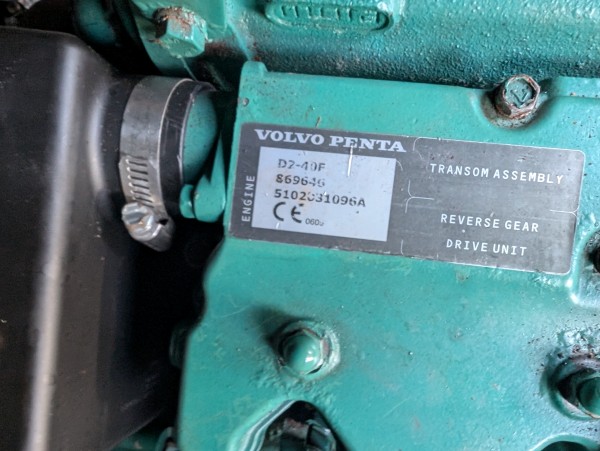 VOLVO PENTA
ENGINE
D2-40F
869646
5102031096A
CE
TRANSOM ASSEMBLY
REVERSE GEAR
DRIVE UNIT